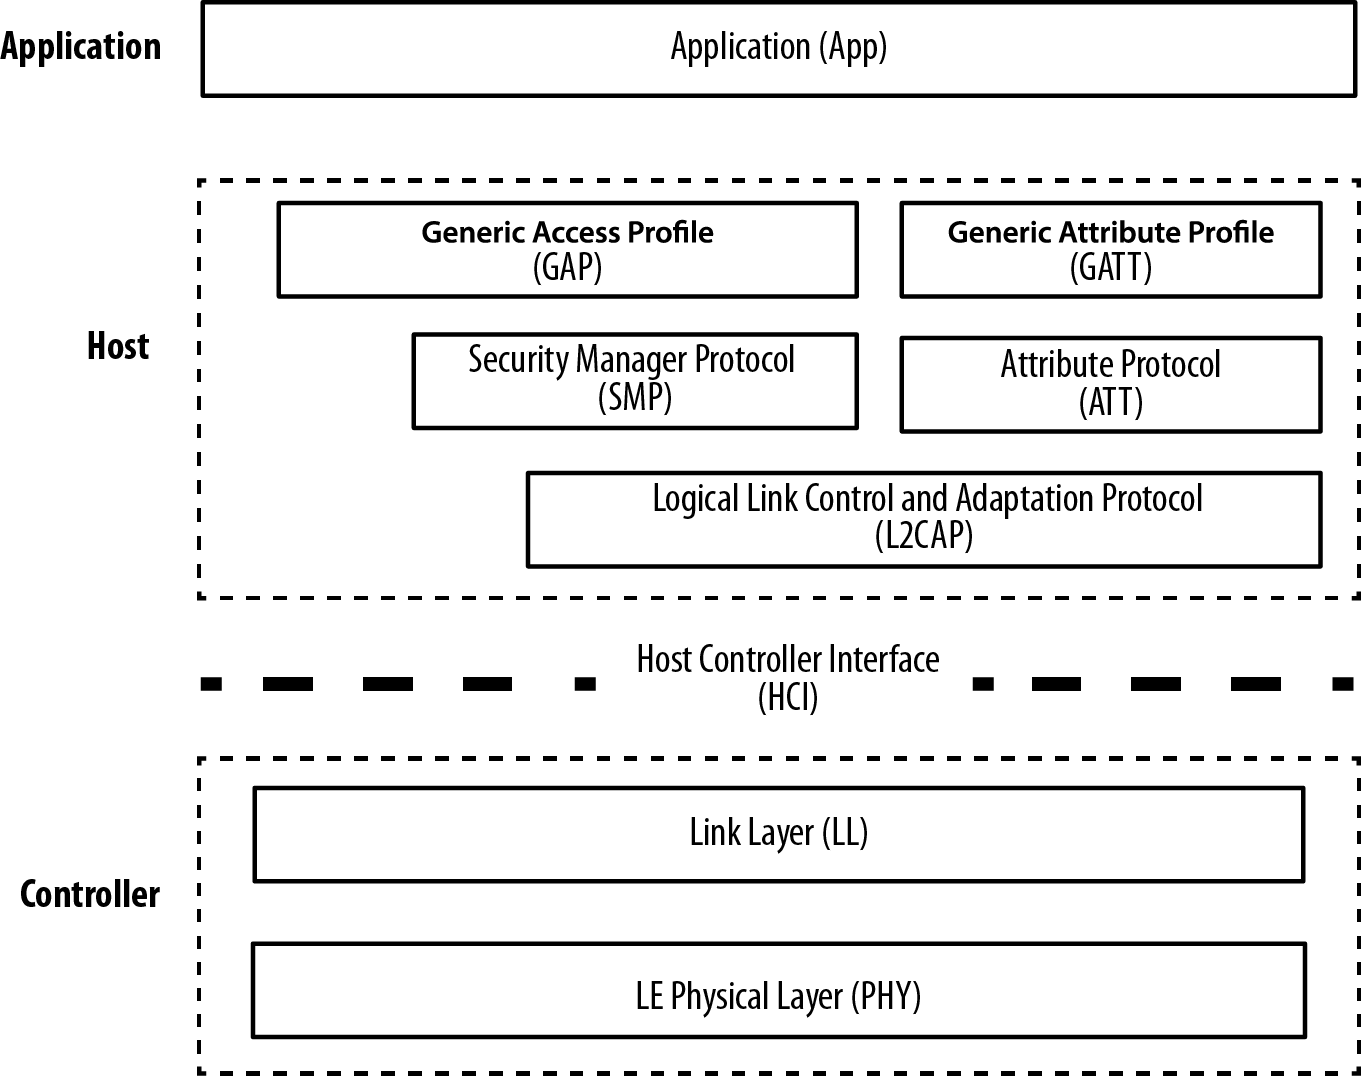 Application
Application (App)
Host
Generic Access Profile
(GAP)
Generic Attribute Profile
(GATT)
Security Manager Protocol
(SMP)
Attribute Protocol
(ATT)
Logical Link Control and Adaptation Protocol
(L2CAP)
Host Controller Interface
(HCI)
Controller
Link Layer (LL)
LE Physical Layer (PHY)